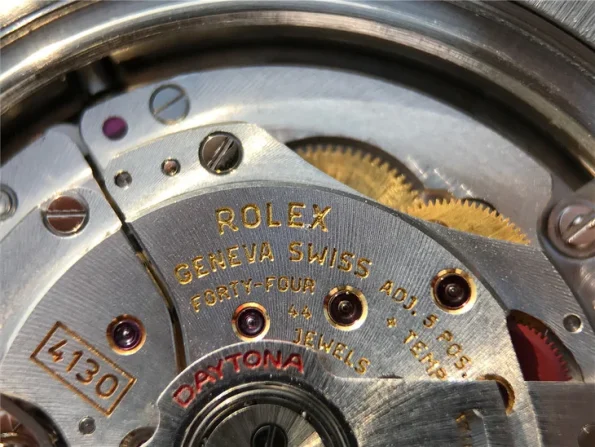 ROLEX
GENEVA SWISS
FORTY-FOUR
44
JEWELS
ADJ. 5 POS.
+ TEMP.
4130
DAYTONA